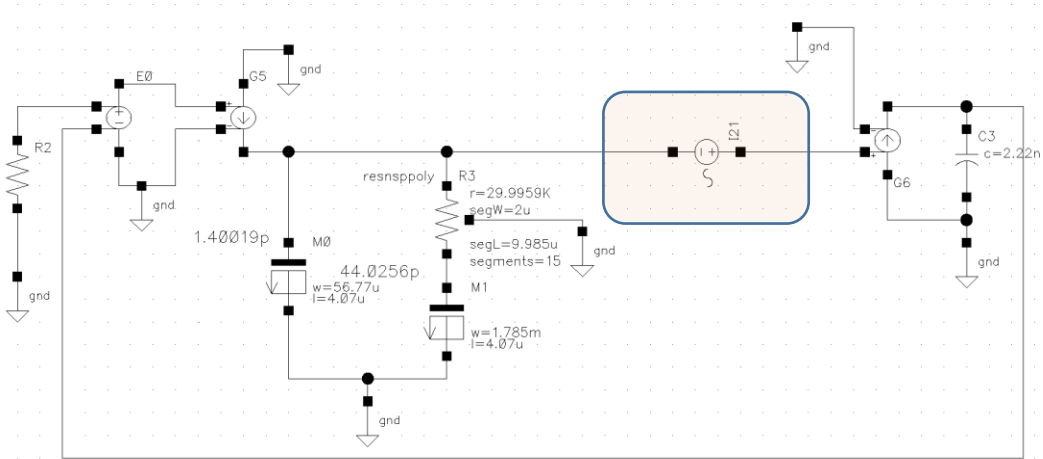 gnd
E0
G5
gnd
R2
gnd
gnd
I21
C3
c=2.22n
G6
gnd
resnsppoly
R3
r=29.9959K
segW=2u
segL=9.985u
segments=15
gnd
1.40019p
M0
w=56.77u
l=4.07u
44.0256p
M1
w=1.785m
l=4.07u
gnd